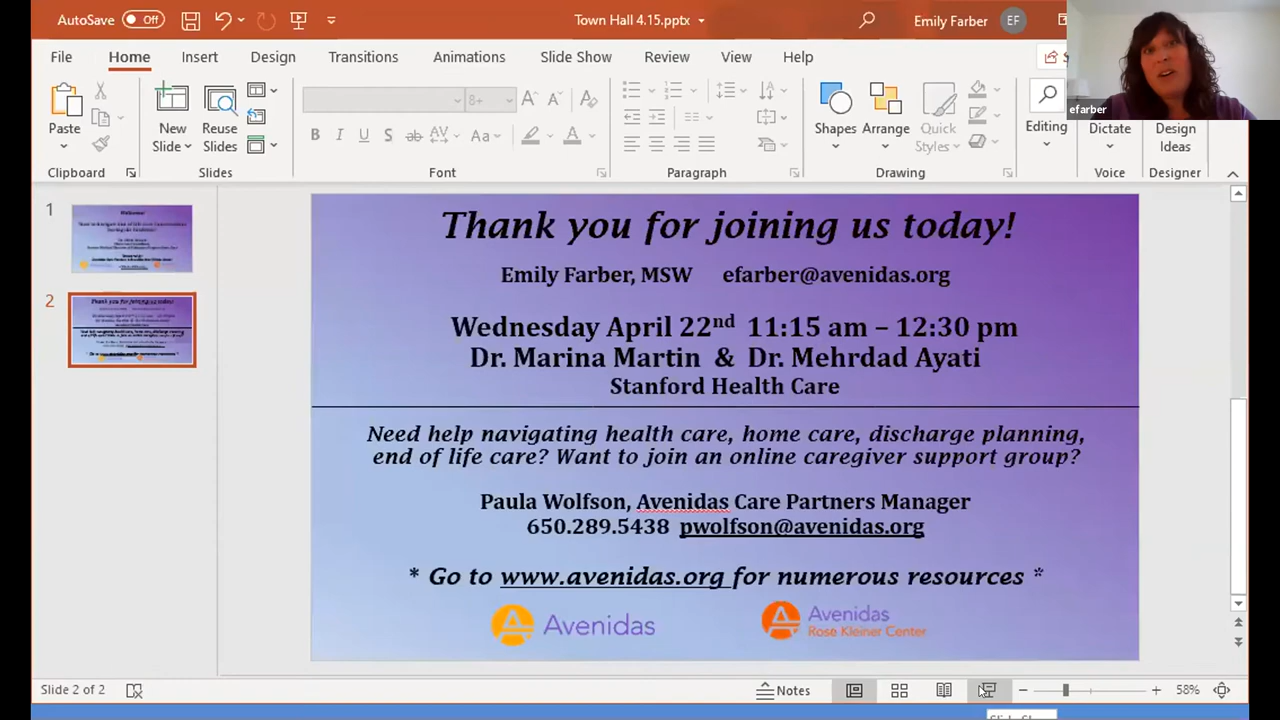 AutoSave Off Town Hall 4.15.pptx Emily Farber EF
File Home Insert Design Transitions Animations Slide Show Review View Help
efarber
Paste New Slide Reuse Slides Shapes Arrange Quick Styles Editing Dictate Design Ideas
Clipboard Slides Font Paragraph Drawing Voice Designer
1
2
Thank you for joining us today!
Emily Farber, MSW efarber@avenidas.org
Wednesday April 22nd 11:15 am – 12:30 pm
Dr. Marina Martin & Dr. Mehrdad Ayati
Stanford Health Care
Need help navigating health care, home care, discharge planning,
end of life care? Want to join an online caregiver support group?
Paula Wolfson, Avenidas Care Partners Manager
650.289.5438 pwolfson@avenidas.org
* Go to www.avenidas.org for numerous resources *
Avenidas
Avenidas
Rose Kleiner Center
Slide 2 of 2 Notes 58%